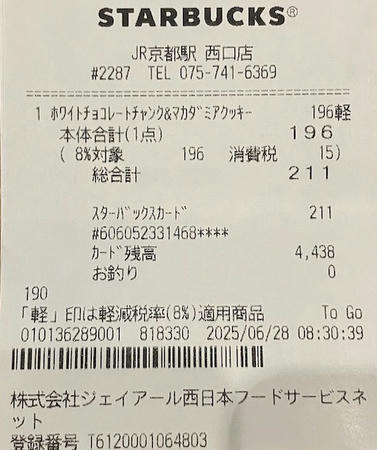 STARBUCKS®
JR京都駅 西口店
#2287 TEL 075-741-6369
1 ﾎﾜｲﾄﾁｮｺﾚｰﾄﾁｬﾝｸ&ﾏｶﾀﾞﾐｱｸｯｷｰ 196軽
本体合計(1点) 196
( 8%対象 196 消費税 15)
総合計 211
ｽﾀｰﾊﾞｯｸｽｶｰﾄﾞ 211
#606052331468****
ｶｰﾄﾞ残高 4,438
お釣り 0
190
「軽」印は軽減税率(8%)適用商品 To Go
010136289001 818330 2025/06/28 08:30:39
株式会社ジェイアール西日本フードサービスネ
ット
登録番号 T6120001064803